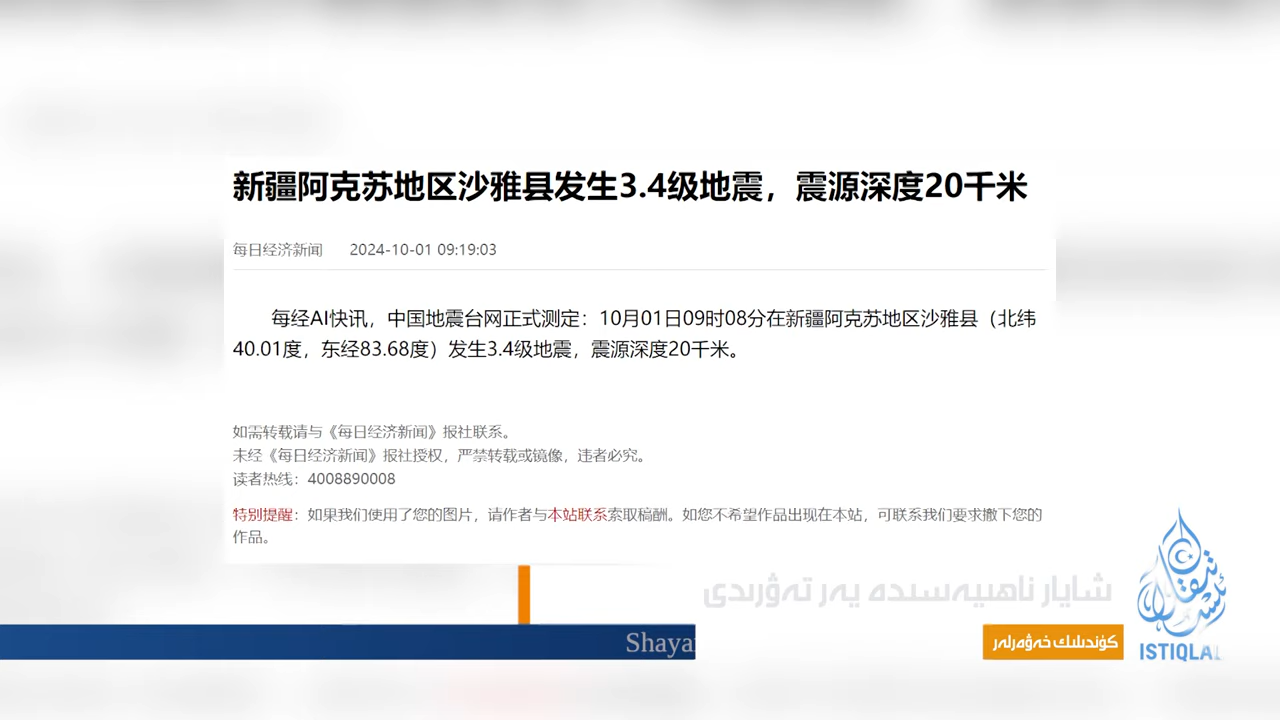 新疆阿克苏地区沙雅县发生3.4级地震，震源深度20千米
每日经济新闻 2024-10-01 09:19:03
每经AI快讯，中国地震台网正式测定：10月01日09时08分在新疆阿克苏地区沙雅县（北纬
40.01度，东经83.68度）发生3.4级地震，震源深度20千米。
如需转载请与《每日经济新闻》报社联系。
未经《每日经济新闻》报社授权，严禁转载或镜像，违者必究。
读者热线：4008890008
特别提醒：如果我们使用了您的图片，请作者与本站联系索取稿酬。如您不希望作品出现在本站，可联系我们要求撤下您的
作品。
شايار ناھىيەسىدە يەر تەۋرىدى
Shaya
كۈندىلىك خەۋەرلەر
ئىستىقلال
ISTIQLAL